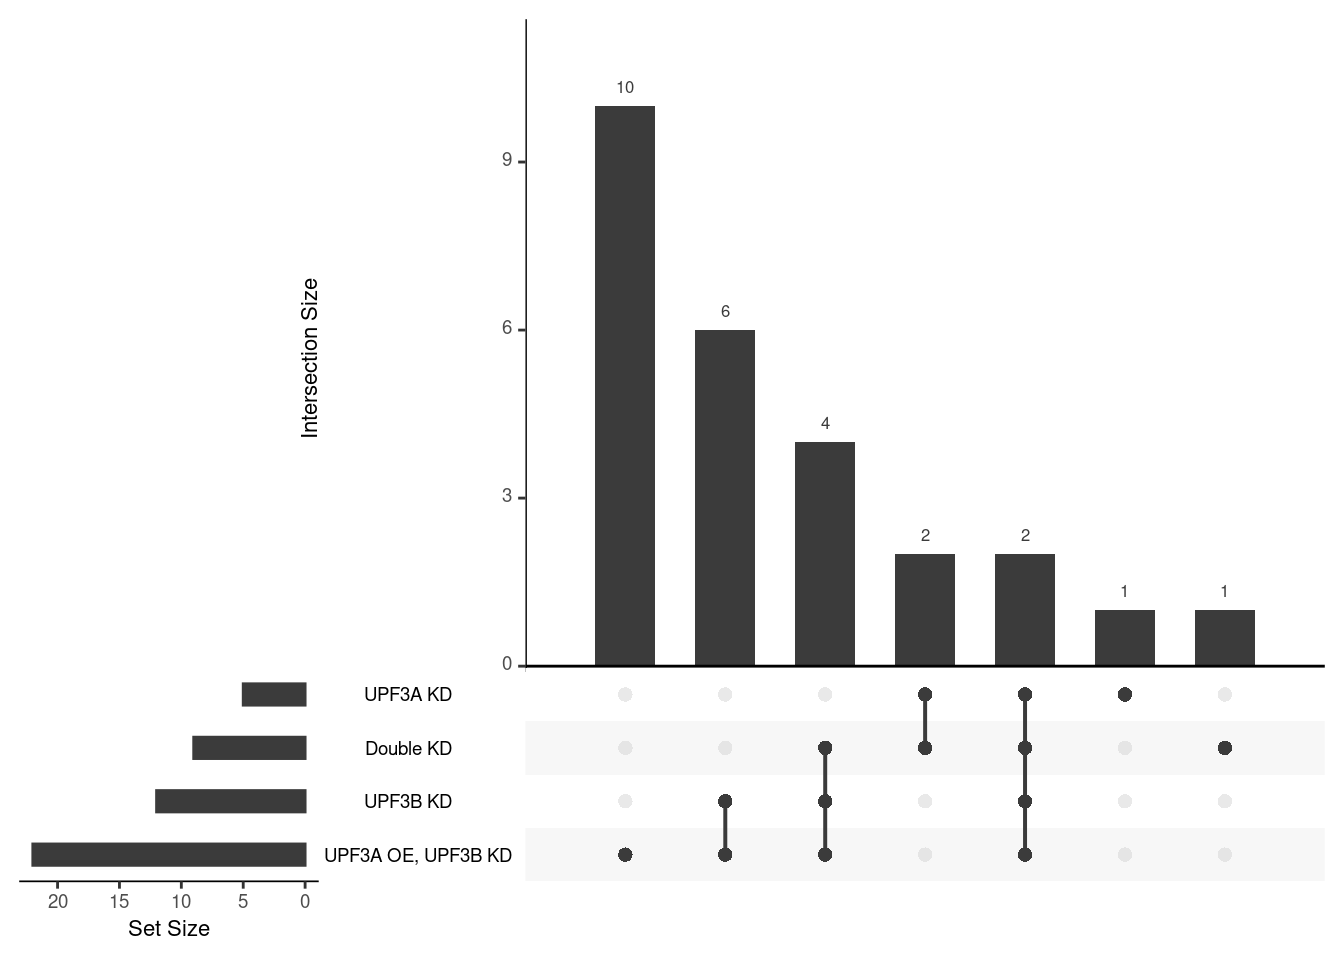 10
9
6
6
4
3
2
2
1
1
0
Intersection Size
UPF3A KD
Double KD
UPF3B KD
UPF3A OE, UPF3B KD
20 15 10 5 0
Set Size